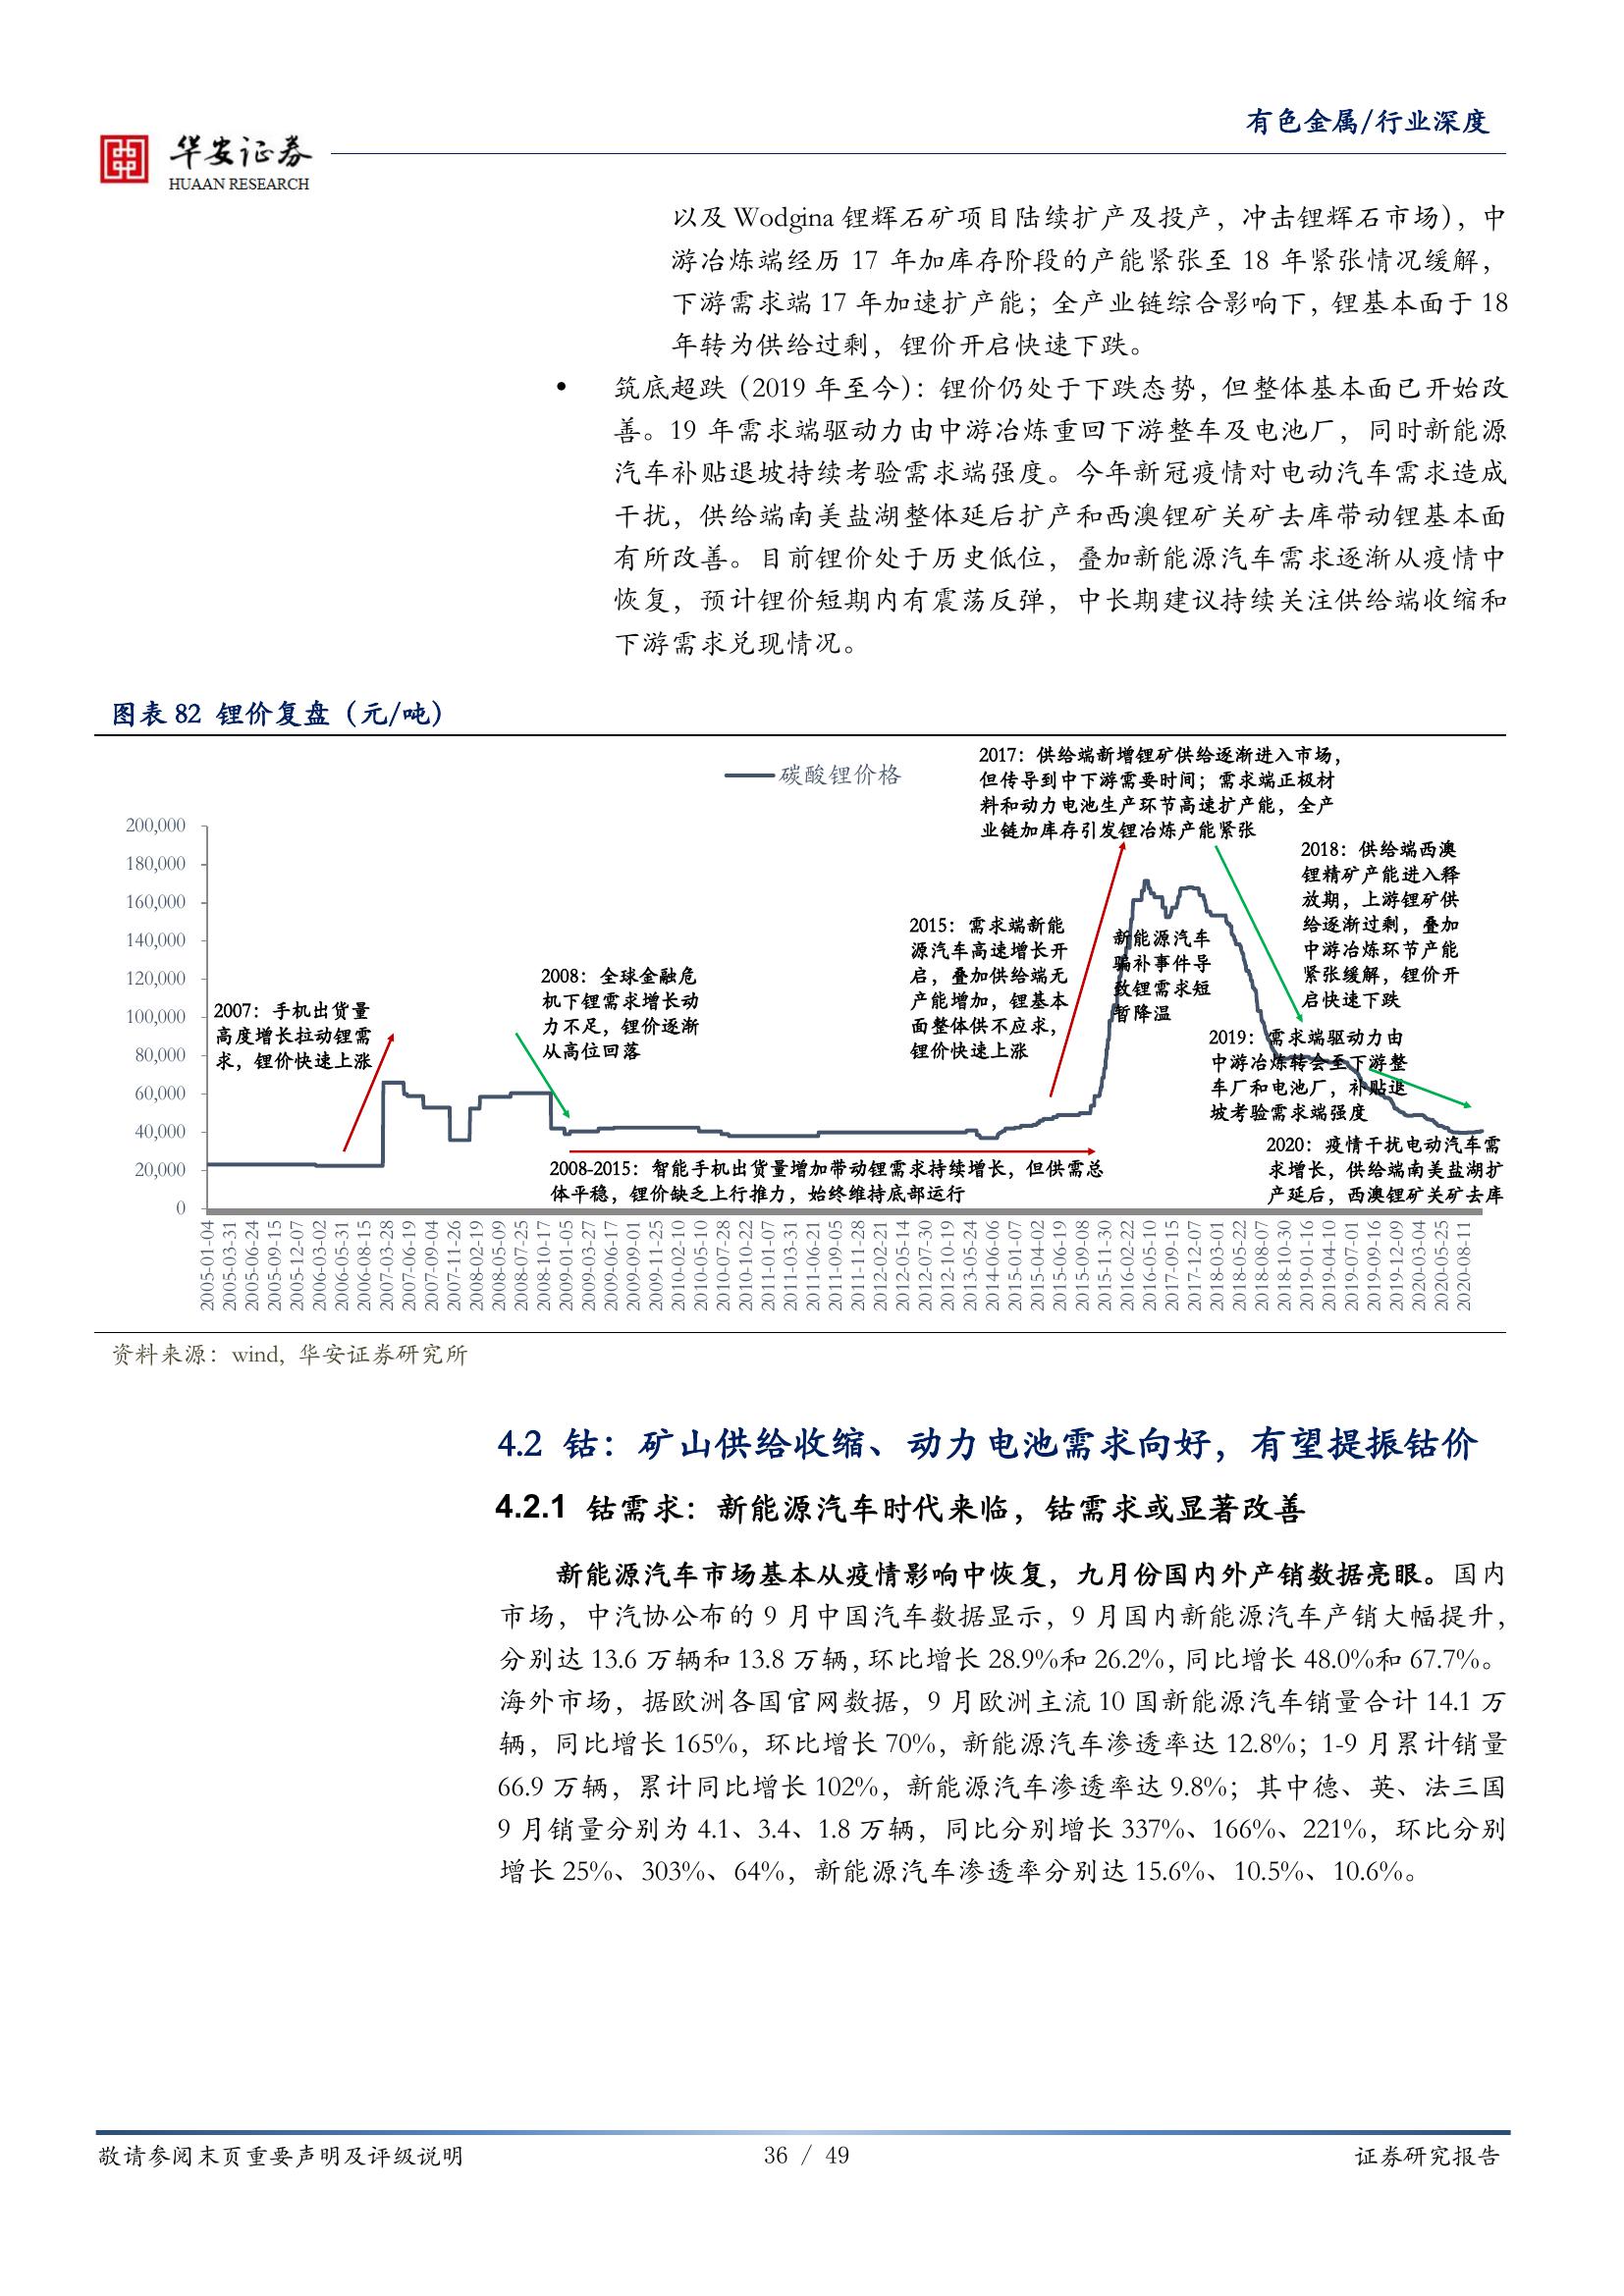 有色金属/行业深度
华安证券
HUAAN RESEARCH
以及 Wodgina 锂辉石矿项目陆续扩产及投产，冲击锂辉石市场），中
游冶炼端经历 17 年加库存阶段的产能紧张至 18 年紧张情况缓解，
下游需求端 17 年加速扩产能；全产业链综合影响下，锂基本面于 18
年转为供给过剩，锂价开启快速下跌。
• 筑底超跌（2019 年至今）：锂价仍处于下跌态势，但整体基本面已开始改
善。19 年需求端驱动力由中游冶炼重回下游整车及电池厂，同时新能源
汽车补贴退坡持续考验需求端强度。今年新冠疫情对电动汽车需求造成
干扰，供给端南美盐湖整体延后扩产和西澳锂矿关矿去库带动锂基本面
有所改善。目前锂价处于历史低位，叠加新能源汽车需求逐渐从疫情中
恢复，预计锂价短期内有震荡反弹，中长期建议持续关注供给端收缩和
下游需求兑现情况。
图表 82 锂价复盘（元/吨）
碳酸锂价格
2017：供给端新增锂矿供给逐渐进入市场，
但传导到中下游需要时间；需求端正极材
料和动力电池生产环节高速扩产能，全产
业链加库存引发锂冶炼产能紧张
200,000
180,000
160,000
140,000
120,000
100,000
80,000
60,000
40,000
20,000
0
2007：手机出货量
高度增长拉动锂需
求，锂价快速上涨
2008：全球金融危
机下锂需求增长动
力不足，锂价逐渐
从高位回落
2015：需求端新能
源汽车高速增长开
启，叠加供给端无
产能增加，锂基本
面整体供不应求，
锂价快速上涨
新能源汽车
骗补事件导
致锂需求短
暂降温
2018：供给端西澳
锂精矿产能进入释
放期，上游锂矿供
给逐渐过剩，叠加
中游冶炼环节产能
紧张缓解，锂价开
启快速下跌
2019：需求端驱动力由
中游冶炼转会至下游整
车厂和电池厂，补贴退
坡考验需求端强度
2020：疫情干扰电动汽车需
求增长，供给端南美盐湖扩
产延后，西澳锂矿关矿去库
2008-2015：智能手机出货量增加带动锂需求持续增长，但供需总
体平稳，锂价缺乏上行推力，始终维持底部运行
2005-01-04
2005-03-31
2005-06-24
2005-09-15
2005-12-07
2006-03-02
2006-05-31
2006-08-15
2007-03-28
2007-06-19
2007-09-04
2007-11-26
2008-02-19
2008-05-09
2008-07-25
2008-10-17
2009-01-05
2009-03-27
2009-06-17
2009-09-01
2009-11-25
2010-02-10
2010-05-10
2010-07-28
2010-10-22
2011-01-07
2011-03-31
2011-06-21
2011-09-05
2011-11-28
2012-02-21
2012-05-14
2012-07-30
2012-10-19
2013-05-24
2014-06-06
2015-01-07
2015-04-02
2015-06-19
2015-09-08
2015-11-30
2016-02-22
2016-05-10
2017-09-15
2017-12-07
2018-03-01
2018-05-22
2018-08-07
2018-10-30
2019-01-16
2019-04-10
2019-07-01
2019-09-16
2019-12-09
2020-03-04
2020-05-25
2020-08-11
资料来源：wind, 华安证券研究所
4.2 钴：矿山供给收缩、动力电池需求向好，有望提振钴价
4.2.1 钴需求：新能源汽车时代来临，钴需求或显著改善
新能源汽车市场基本从疫情影响中恢复，九月份国内外产销数据亮眼。国内
市场，中汽协公布的 9 月中国汽车数据显示，9 月国内新能源汽车产销大幅提升，
分别达 13.6 万辆和 13.8 万辆，环比增长 28.9%和 26.2%，同比增长 48.0%和 67.7%。
海外市场，据欧洲各国官网数据，9 月欧洲主流 10 国新能源汽车销量合计 14.1 万
辆，同比增长 165%，环比增长 70%，新能源汽车渗透率达 12.8%；1-9 月累计销量
66.9 万辆，累计同比增长 102%，新能源汽车渗透率达 9.8%；其中德、英、法三国
9 月销量分别为 4.1、3.4、1.8 万辆，同比分别增长 337%、166%、221%，环比分别
增长 25%、303%、64%，新能源汽车渗透率分别达 15.6%、10.5%、10.6%。
敬请参阅末页重要声明及评级说明
36 / 49
证券研究报告